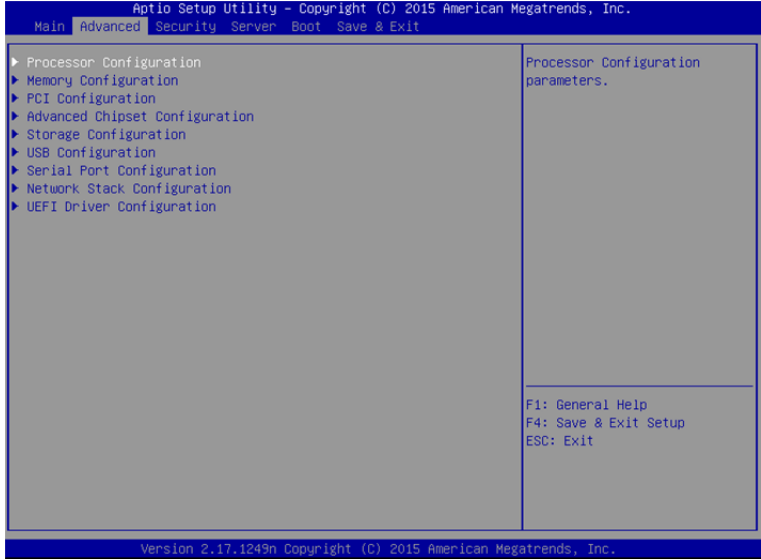 Aptio Setup Utility - Copyright (C) 2015 American Megatrends, Inc.
Main Advanced Security Server Boot Save & Exit
Processor Configuration
Memory Configuration
PCI Configuration
Advanced Chipset Configuration
Storage Configuration
USB Configuration
Serial Port Configuration
Network Stack Configuration
UEFI Driver Configuration
Processor Configuration
parameters.
F1: General Help
F4: Save & Exit Setup
ESC: Exit
Version 2.17.1249n Copyright (C) 2015 American Megatrends, Inc.